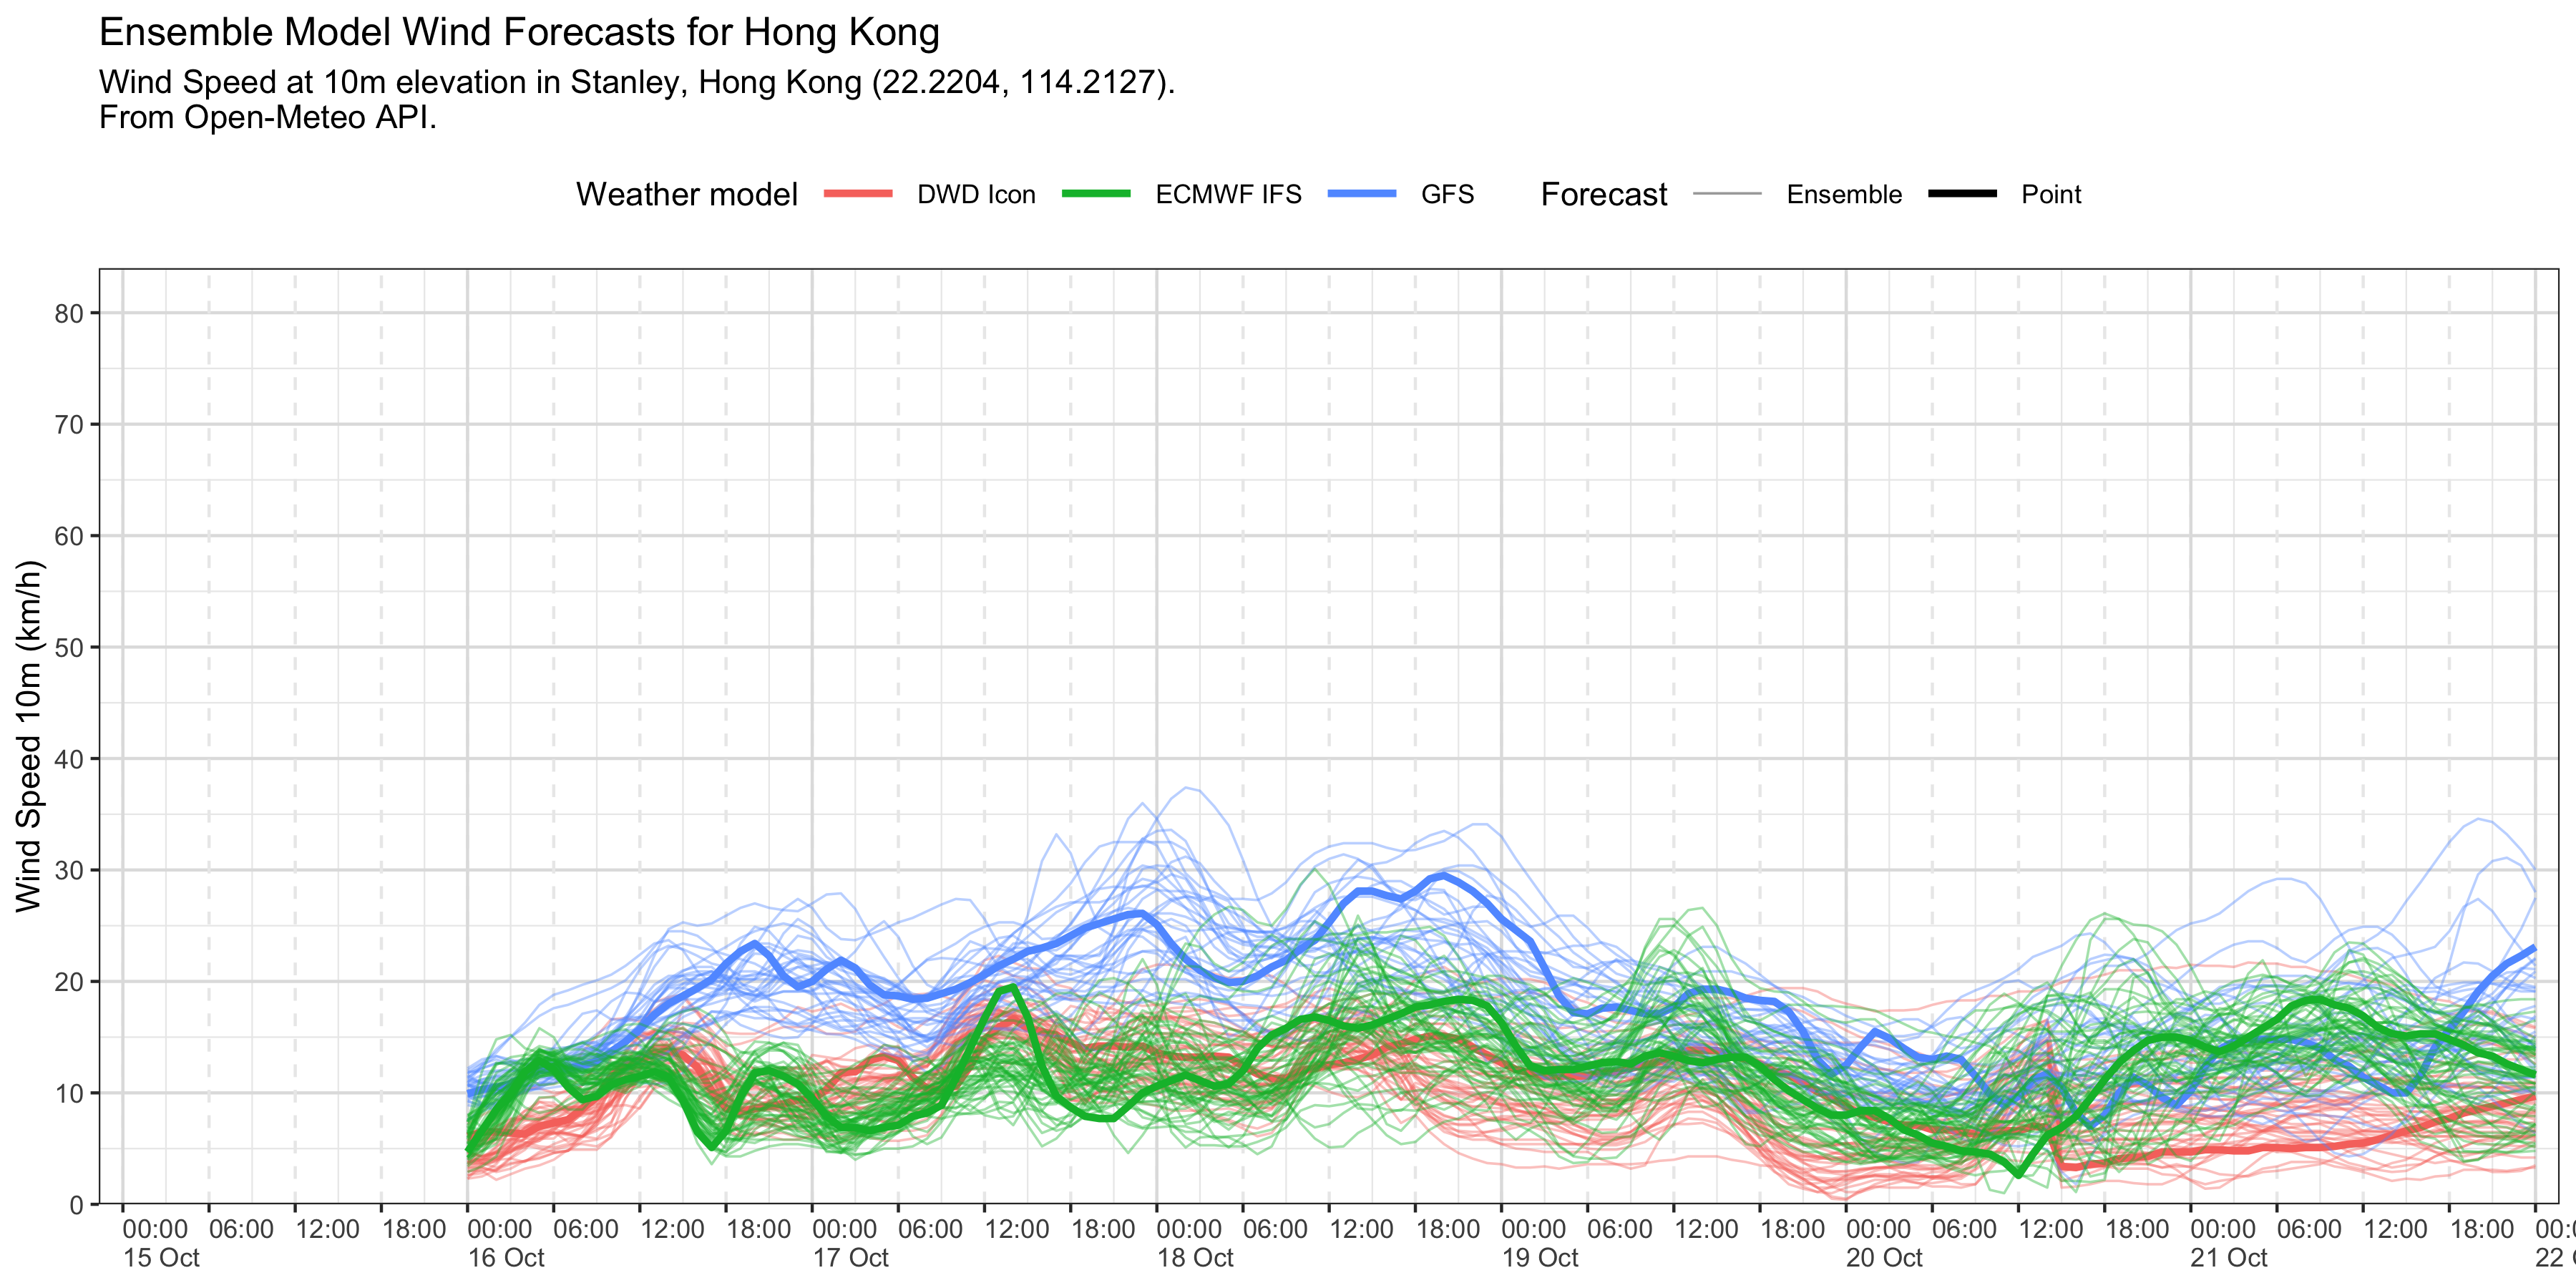 Ensemble Model Wind Forecasts for Hong Kong
Wind Speed at 10m elevation in Stanley, Hong Kong (22.2204, 114.2127).
From Open-Meteo API.
Weather model DWD Icon ECMWF IFS GFS Forecast Ensemble Point
Wind Speed 10m (km/h)
80
70
60
50
40
30
20
10
0
00:00 06:00 12:00 18:00 00:00 06:00 12:00 18:00 00:00 06:00 12:00 18:00 00:00 06:00 12:00 18:00 00:00 06:00 12:00 18:00 00:00 06:00 12:00 18:00 00:00 06:00 12:00 18:00
15 Oct 16 Oct 17 Oct 18 Oct 19 Oct 20 Oct 21 Oct 22